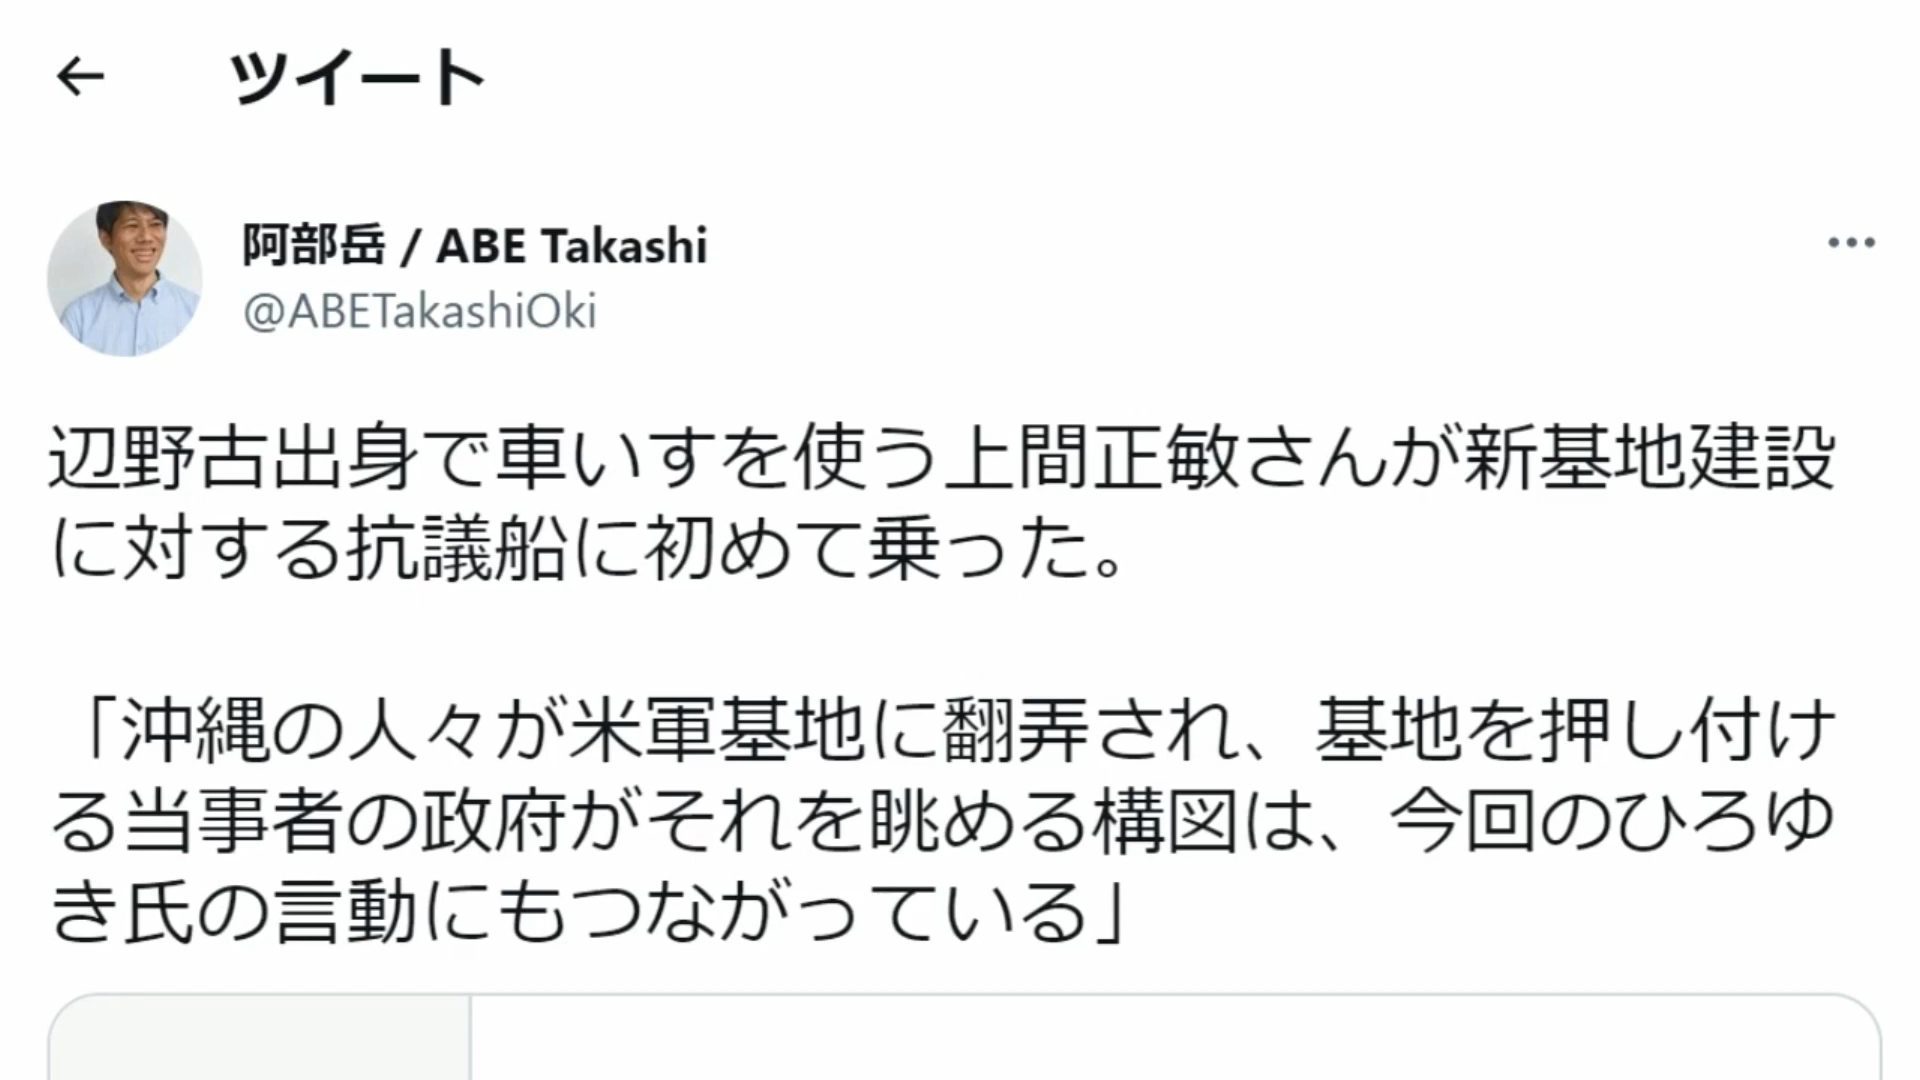 ツイート
阿部岳 / ABE Takashi
@ABETakashiOki
辺野古出身で車いすを使う上間正敏さんが新基地建設
に対する抗議船に初めて乗った。
「沖縄の人々が米軍基地に翻弄され、基地を押し付け
る当事者の政府がそれを眺める構図は、今回のひろゆ
き氏の言動にもつながっている」